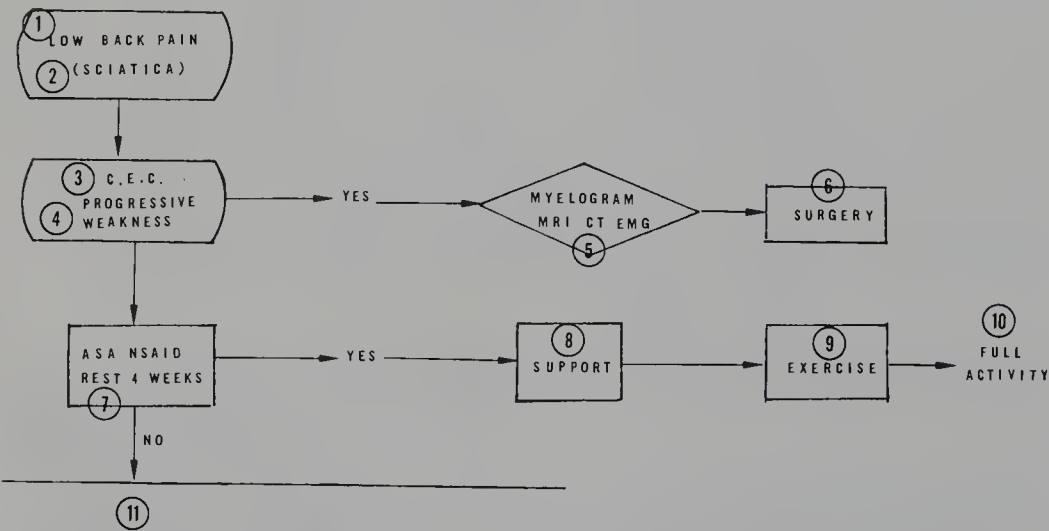 1
LOW BACK PAIN
2 (SCIATICA)
3 C.E.C.
PROGRESSIVE
4 WEAKNESS
YES
MYELOGRAM
MRI CT EMG
5
6
SURGERY
ASA NSAID
REST 4 WEEKS
7
YES
8
SUPPORT
9
EXERCISE
10
FULL
ACTIVITY
NO
11